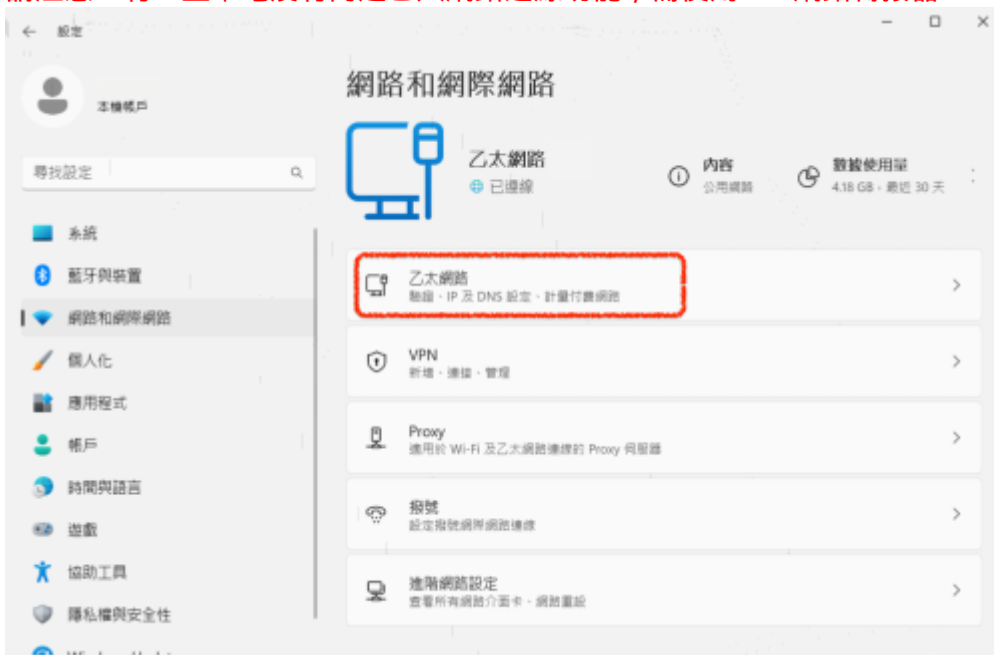 設定
本機帳戶
尋找設定
系統
藍牙與裝置
網路和網際網路
個人化
應用程式
帳戶
時間與語言
遊戲
協助工具
隱私權與安全性
網路和網際網路
乙太網路
已連線
內容
公用網路
數據使用量
4.18 GB，最近 30 天
乙太網路
驗證、IP 及 DNS 設定、計量付費網路
VPN
新增、連接、管理
Proxy
適用於 Wi-Fi 及乙太網路連線的 Proxy 伺服器
撥號
設定撥號網際網路連線
進階網路設定
查看所有網路介面卡、網路重設